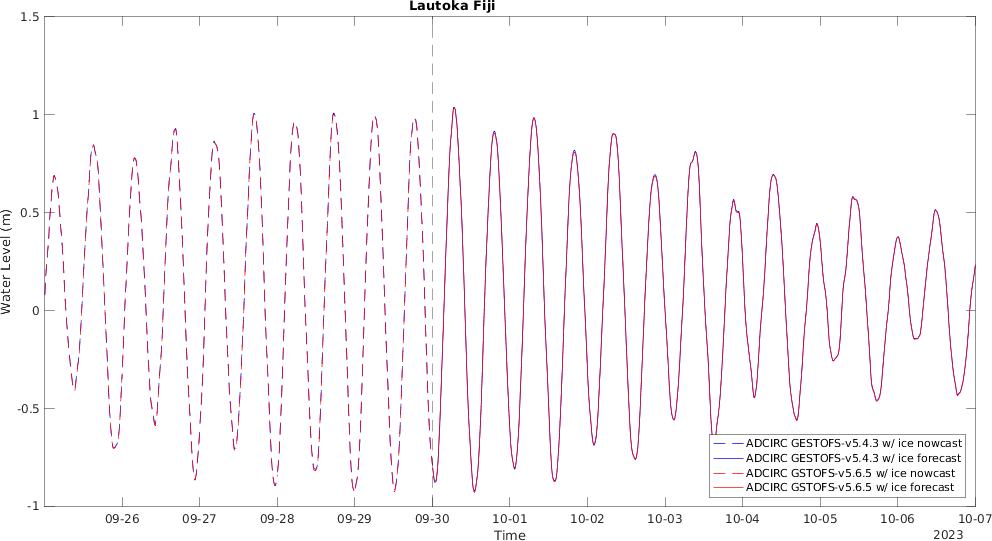 Lautoka Fiji
1.5
1
0.5
0
-0.5
-1
Water Level (m)
ADCIRC GESTOFS-v5.4.3 w/ ice nowcast
ADCIRC GESTOFS-v5.4.3 w/ ice forecast
ADCIRC GSTOFS-v5.6.5 w/ ice nowcast
ADCIRC GSTOFS-v5.6.5 w/ ice forecast
09-26 09-27 09-28 09-29 09-30 10-01 10-02 10-03 10-04 10-05 10-06 10-07
Time
2023